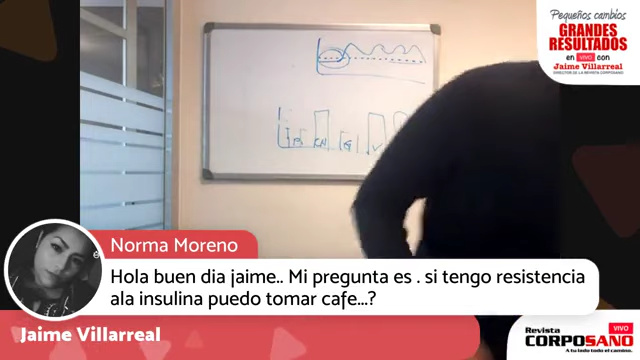 Pequeños cambios
GRANDES
RESULTADOS
en VIVO con
Jaime Villarreal
DIRECTOR DE LA REVISTA CORPOSANO
Norma Moreno
Hola buen dia jaime.. Mi pregunta es . si tengo resistencia
ala insulina puedo tomar cafe...?
Jaime Villarreal
Revista VIVO
CORPOSANO
A tu lado todo el cambio.